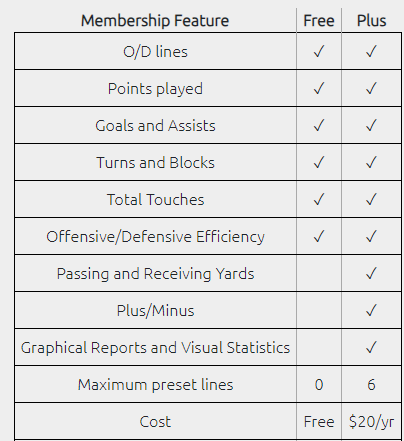 Membership Feature Free Plus
O/D lines ✓ ✓
Points played ✓ ✓
Goals and Assists ✓ ✓
Turns and Blocks ✓ ✓
Total Touches ✓ ✓
Offensive/Defensive Efficiency ✓ ✓
Passing and Receiving Yards ✓
Plus/Minus ✓
Graphical Reports and Visual Statistics ✓
Maximum preset lines 0 6
Cost Free $20/yr